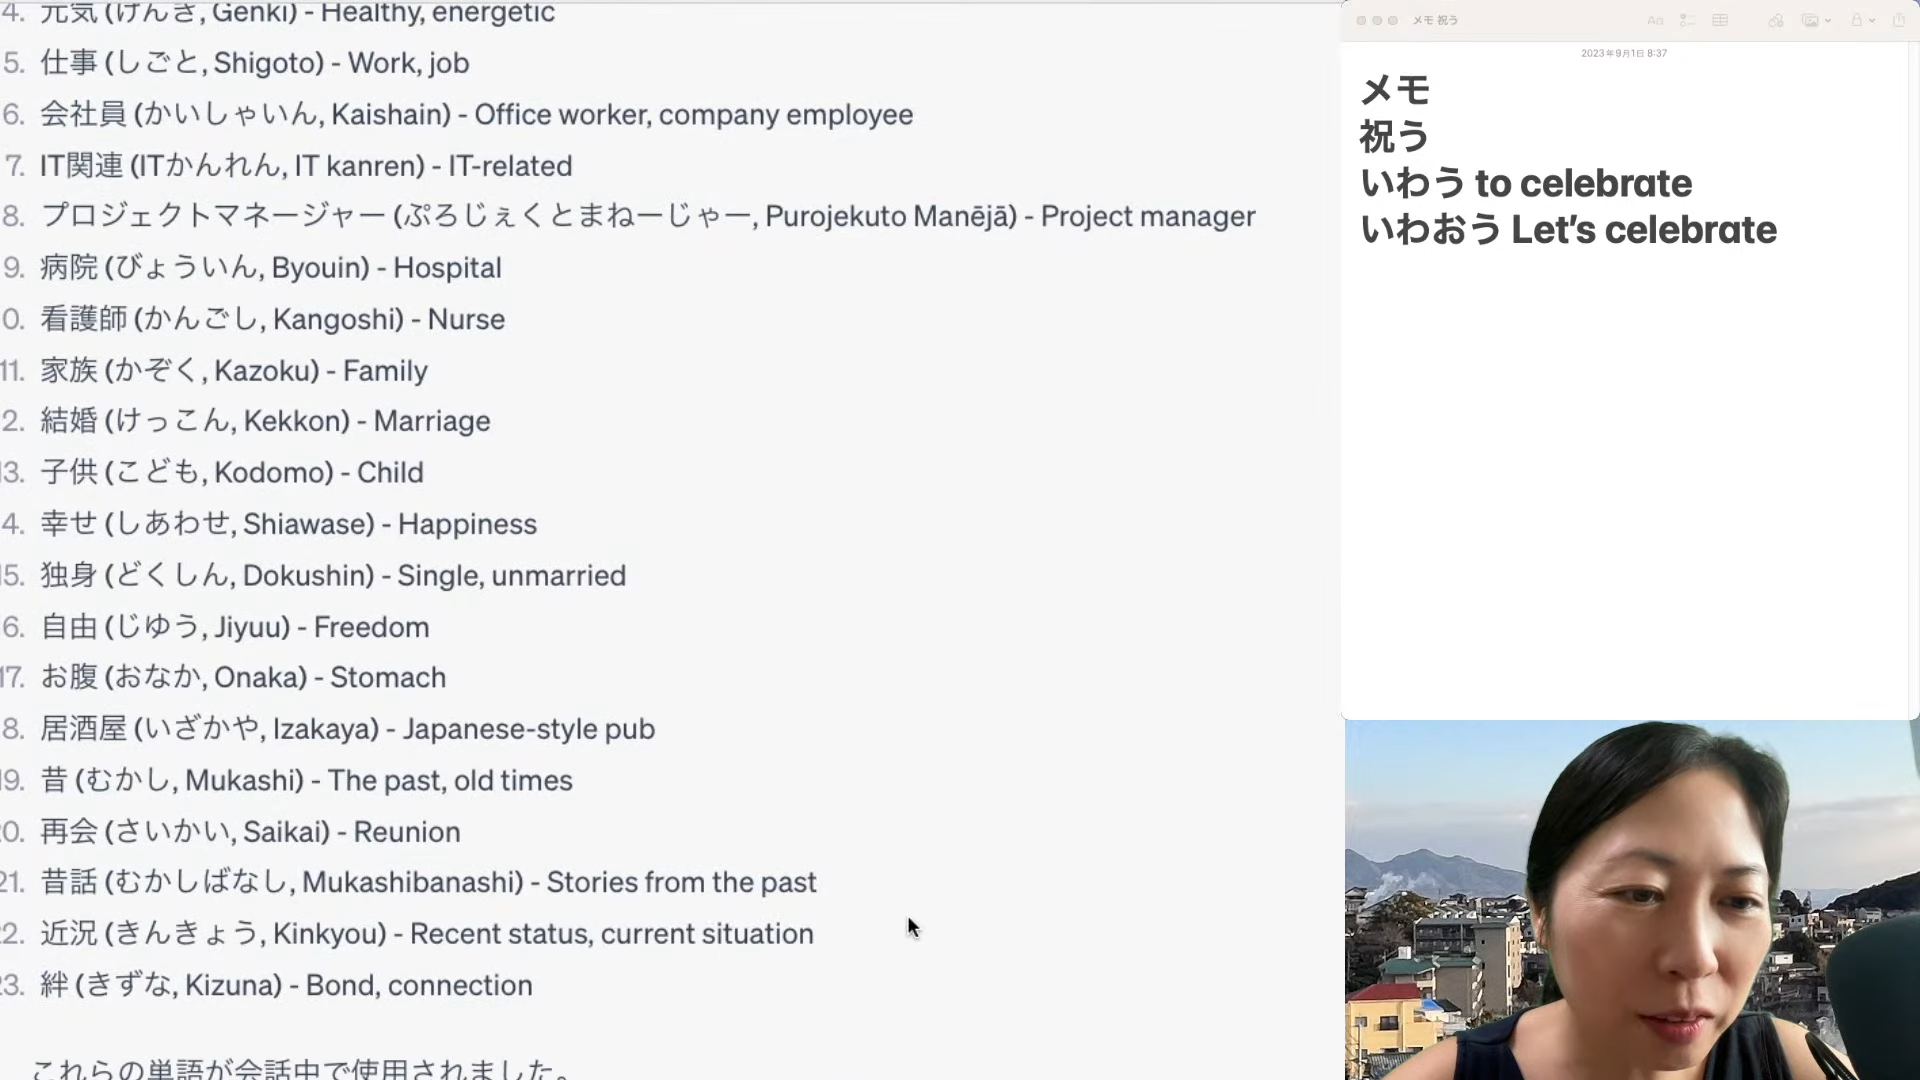 4. 元気 (げんき, Genki) - Healthy, energetic
5. 仕事 (しごと, Shigoto) - Work, job
6. 会社員 (かいしゃいん, Kaishain) - Office worker, company employee
7. IT関連 (ITかんれん, IT kanren) - IT-related
8. プロジェクトマネージャー (ぷろじぇくとまねーじゃー, Purojekuto Manējā) - Project manager
9. 病院 (びょういん, Byouin) - Hospital
0. 看護師 (かんごし, Kangoshi) - Nurse
11. 家族 (かぞく, Kazoku) - Family
2. 結婚 (けっこん, Kekkon) - Marriage
3. 子供 (こども, Kodomo) - Child
4. 幸せ (しあわせ, Shiawase) - Happiness
5. 独身 (どくしん, Dokushin) - Single, unmarried
6. 自由 (じゆう, Jiyuu) - Freedom
17. お腹 (おなか, Onaka) - Stomach
8. 居酒屋 (いざかや, Izakaya) - Japanese-style pub
19. 昔 (むかし, Mukashi) - The past, old times
0. 再会 (さいかい, Saikai) - Reunion
21. 昔話 (むかしばなし, Mukashibanashi) - Stories from the past
2. 近況 (きんきょう, Kinkyou) - Recent status, current situation
23. 絆 (きずな, Kizuna) - Bond, connection
これらの単語が会話中で使用されました。
メモ 祝う
Aa
2023年9月1日 8:37
メモ
祝う
いわう to celebrate
いわおう Let's celebrate